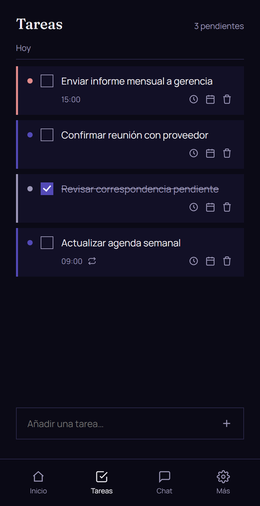 Tareas
3 pendientes
Hoy
Enviar informe mensual a gerencia
15:00
Confirmar reunión con proveedor
Revisar correspondencia pendiente
Actualizar agenda semanal
09:00
Añadir una tarea...
Inicio
Tareas
Chat
Más